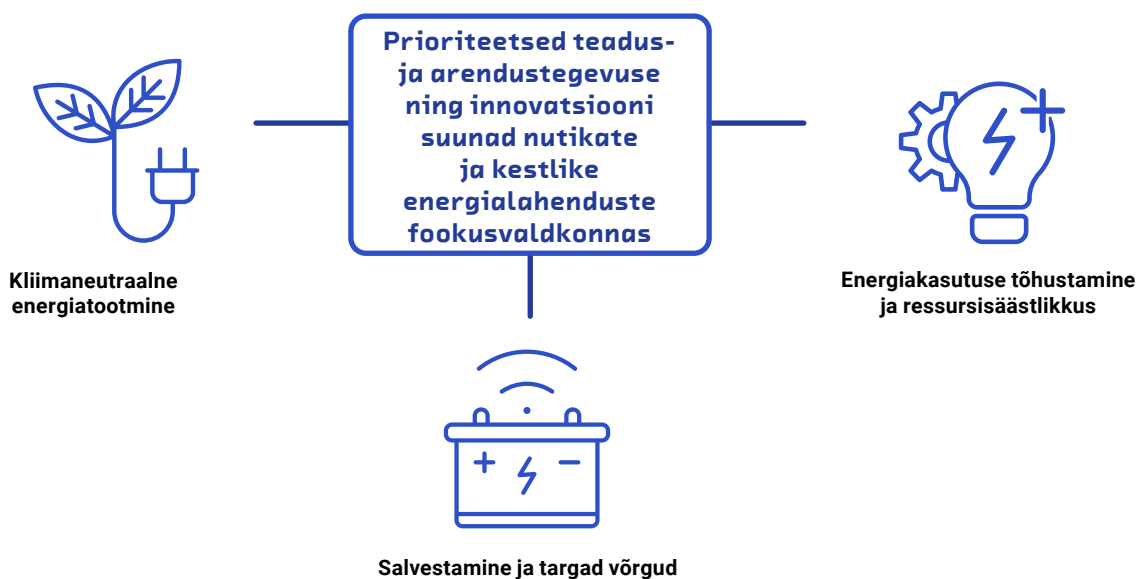 Prioriteetsed teadus-
ja arendustegevuse
ning innovatsiooni
suunad nutikate
ja kestlike
energialahenduste
fookusvaldkonnas
Kliimaneutraalne
energiatootmine
Energiakasutuse tõhustamine
ja ressursisäästlikkus
Salvestamine ja targad võrgud